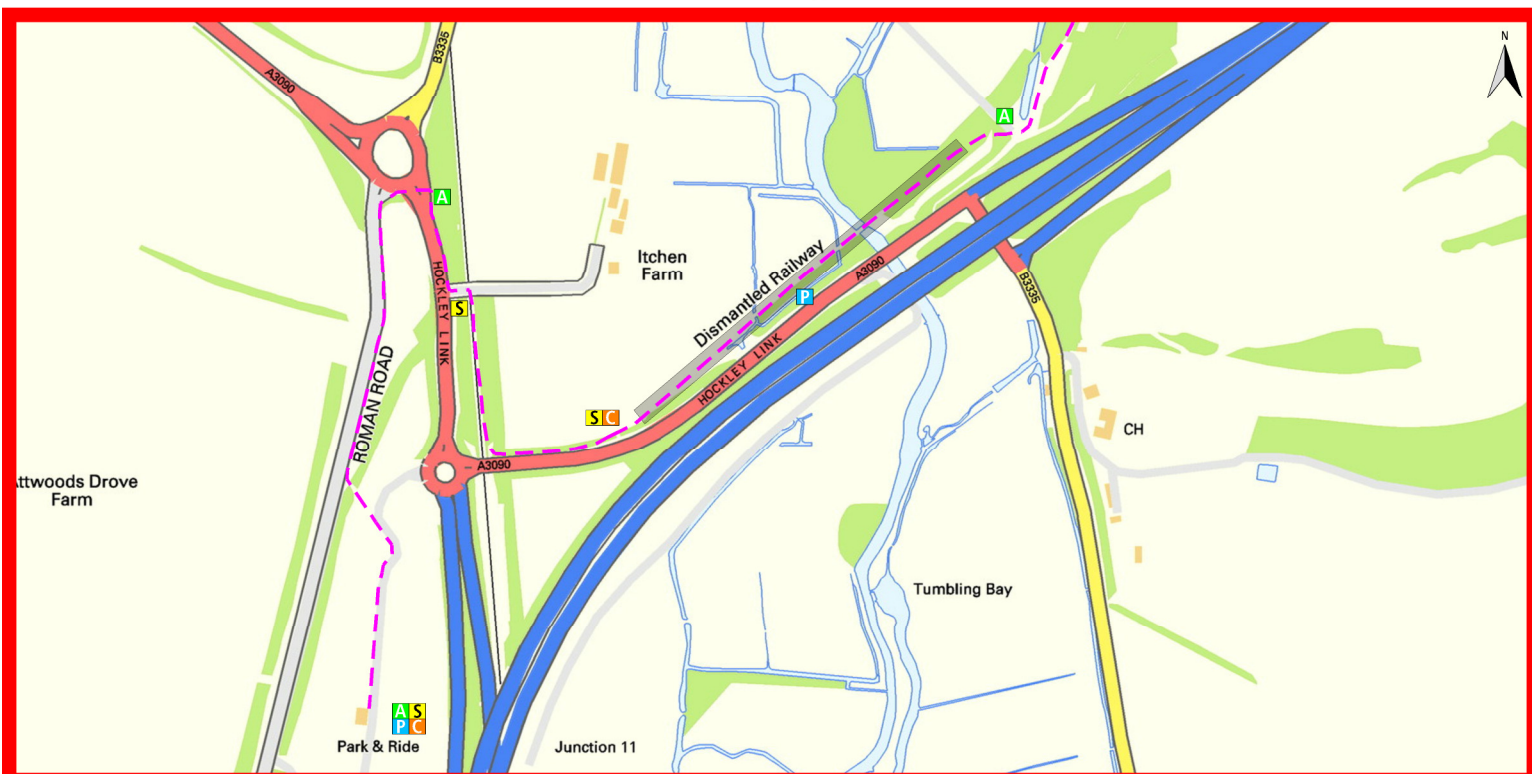 N
A3090
B3335
A
A
Itchen
Farm
HOCKLEY LINK
S
Dismantled Railway
A3090
P
B3335
ROMAN ROAD
HOCKLEY LINK
S C
CH
A3090
ttwoods Drove
Farm
Tumbling Bay
A S
P C
Park & Ride
Junction 11